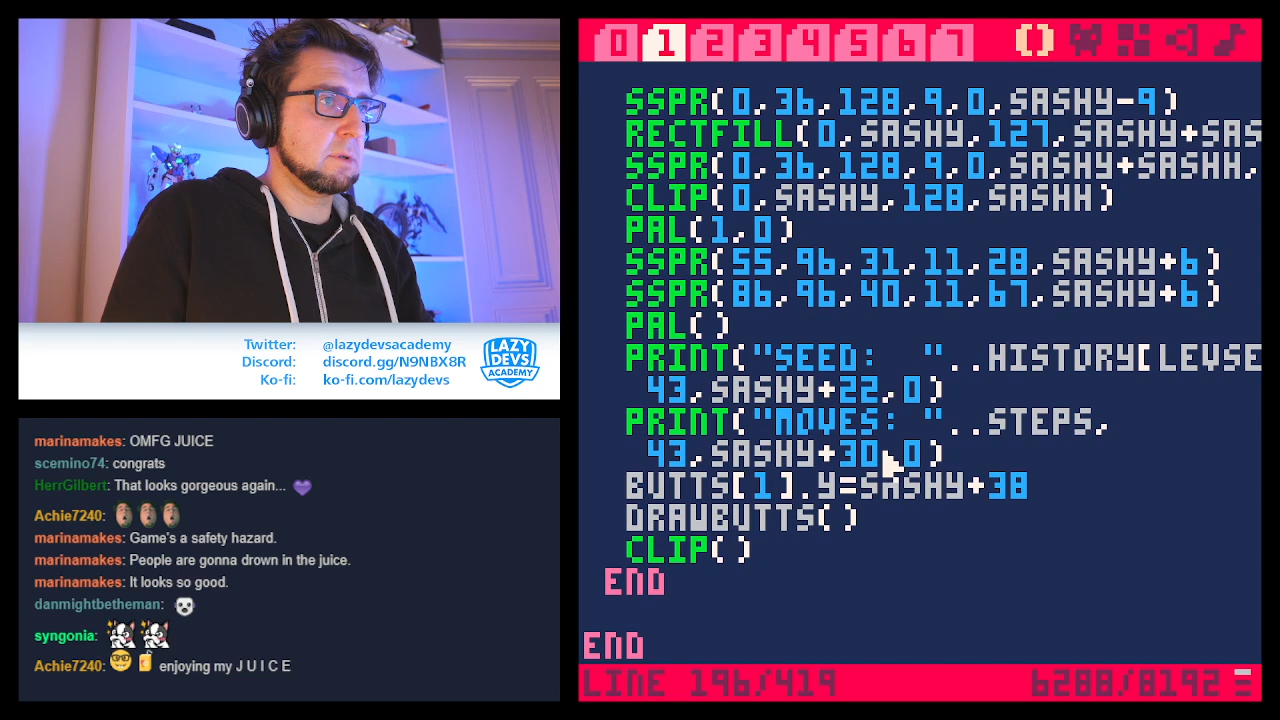 Twitter: @lazydevsacademy
Discord: discord.gg/N9NBX8R
Ko-fi: ko-fi.com/lazydevs
LAZY
DEVS
ACADEMY
marinamakes: OMFG JUICE
scemino74: congrats
HerrGilbert: That looks gorgeous again...
Achie7240:
marinamakes: Game's a safety hazard.
marinamakes: People are gonna drown in the juice.
marinamakes: It looks so good.
danmightbetheman:
syngonia:
Achie7240: enjoying my J U I C E
0 1 2 3 4 5 6 7 ()
SSPR(0,36,128,9,0,SASHY-9)
RECTFILL(0,SASHY,127,SASHY+SAS
SSPR(0,36,128,9,0,SASHY+SASHH,
CLIP(0,SASHY,128,SASHH)
PAL(1,0)
SSPR(55,96,31,11,28,SASHY+6)
SSPR(86,96,40,11,67,SASHY+6)
PAL()
PRINT("SEED:  "..HISTORY[LEVSE
43,SASHY+22,0)
PRINT("MOVES: "..STEPS,
43,SASHY+30,0)
BUTTS[1].Y=SASHY+38
DRAWBUTTS()
CLIP()
END
END
LINE 196/419 6288/8192